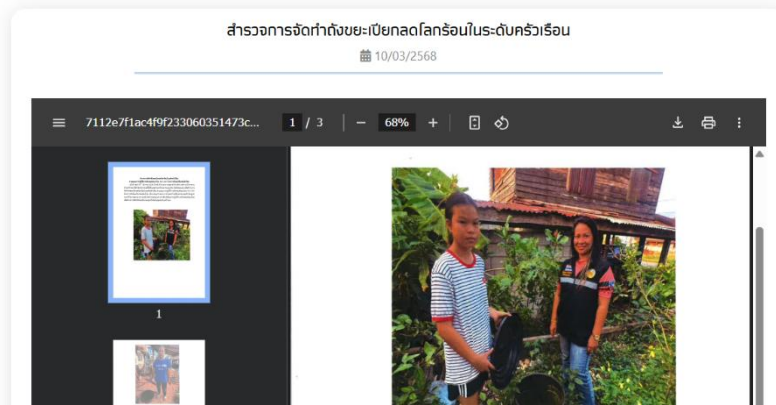 สำรวจการจัดทำถังขยะเปียกลดโลกร้อนในระดับครัวเรือน
10/03/2568
7112e7f1ac4f9f233060351473c... 1 / 3 68%
1